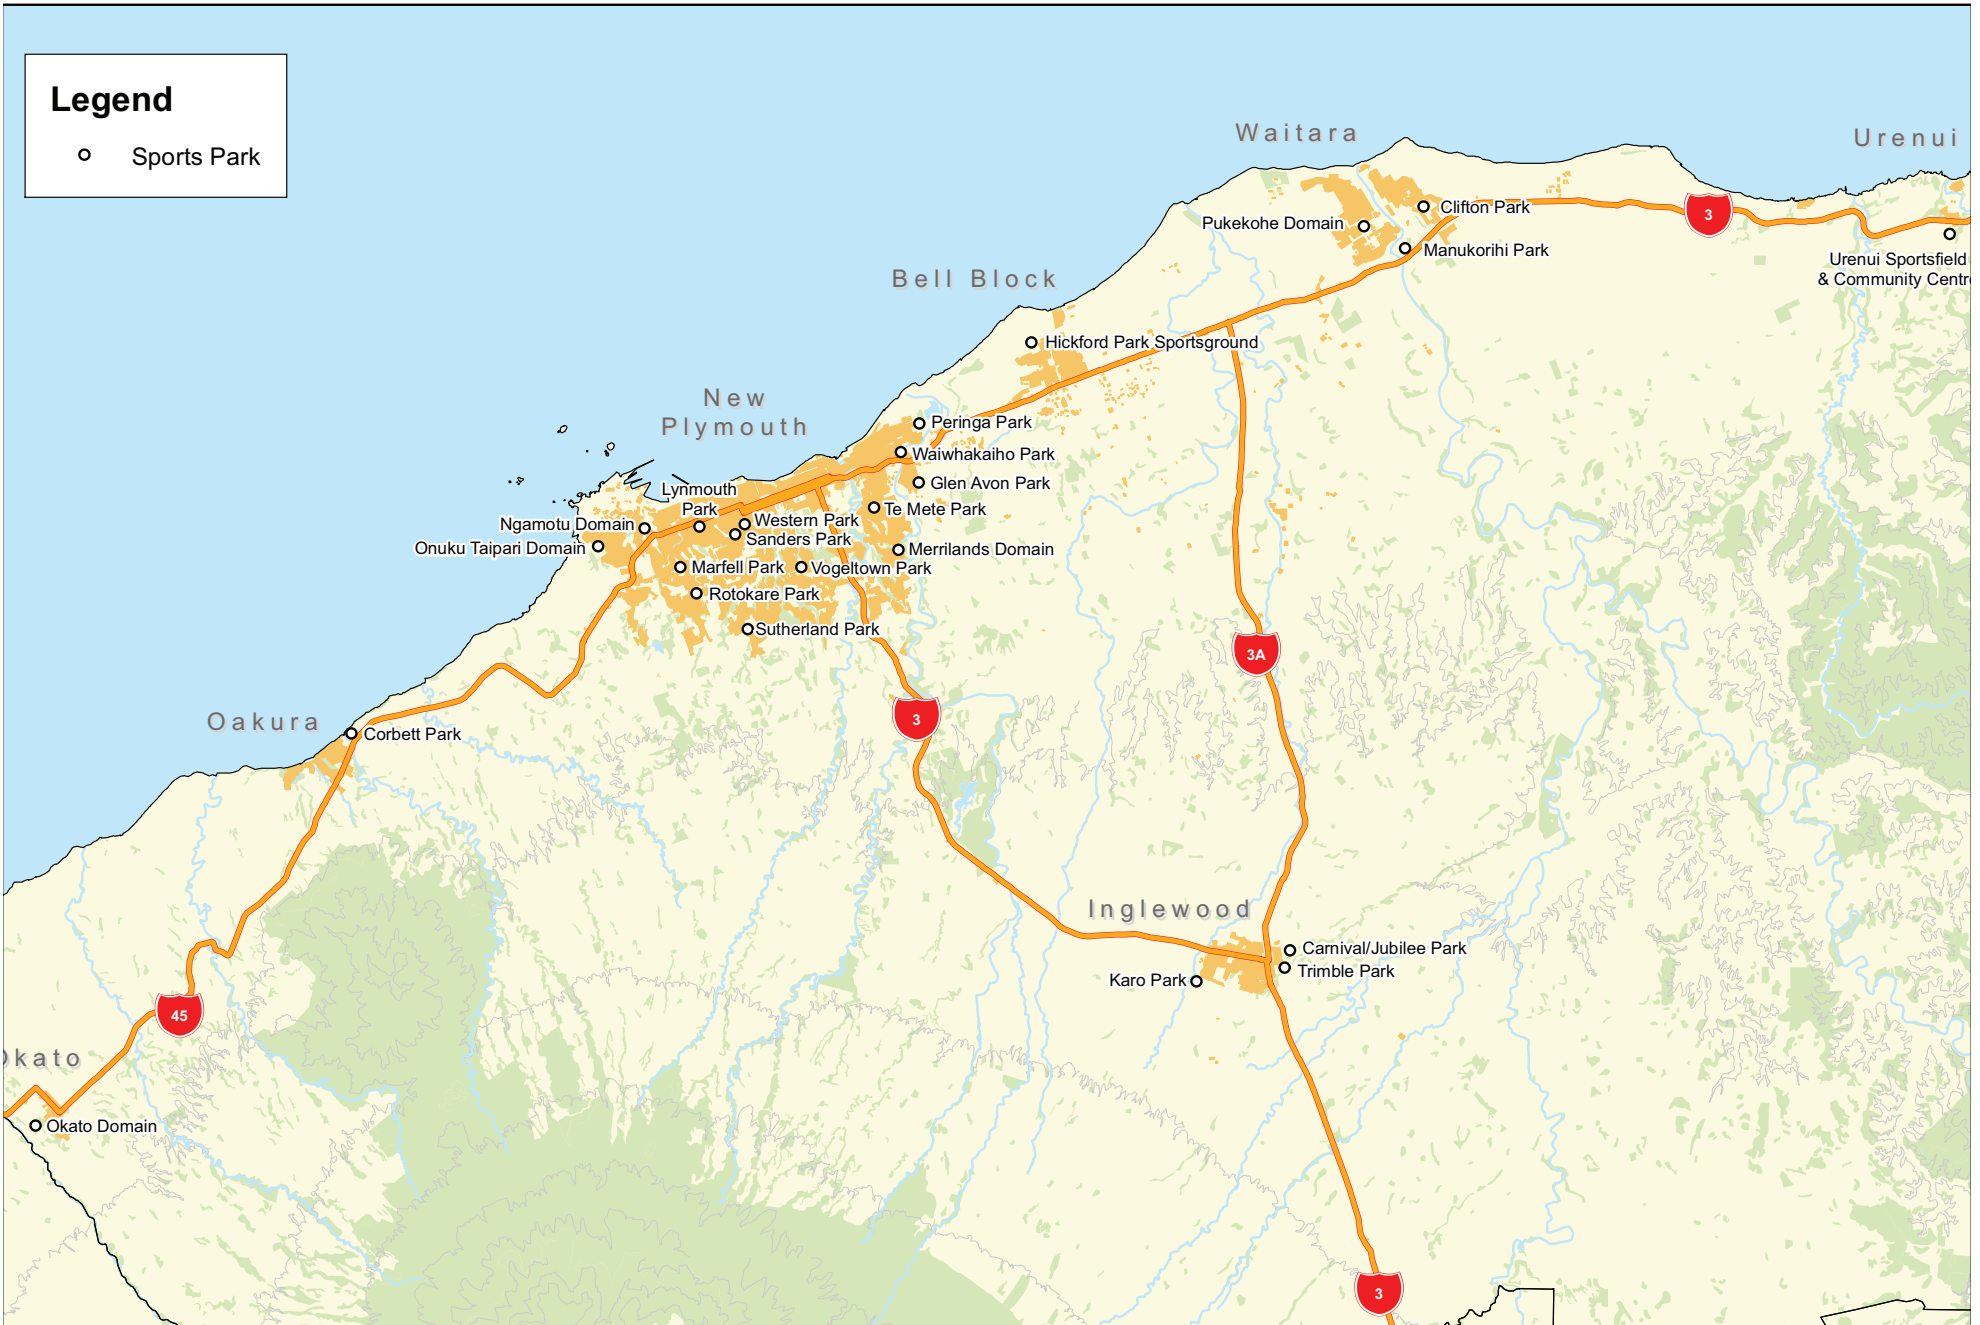 Legend
Sports Park
Waitara
Urenui
Clifton Park
Pukekohe Domain
3
Manukorihi Park
Urenui Sportsfield
& Community Centr
Bell Block
Hickford Park Sportsground
New
Plymouth
Peringa Park
Waiwhakaiho Park
Glen Avon Park
Lynmouth
Park
Te Mete Park
Ngamotu Domain
Western Park
Sanders Park
Onuku Taipari Domain
Merrilands Domain
Marfell Park
Vogeltown Park
Rotokare Park
Sutherland Park
3A
3
Oakura
Corbett Park
Inglewood
Carnival/Jubilee Park
Trimble Park
Karo Park
45
Okato
Okato Domain
3